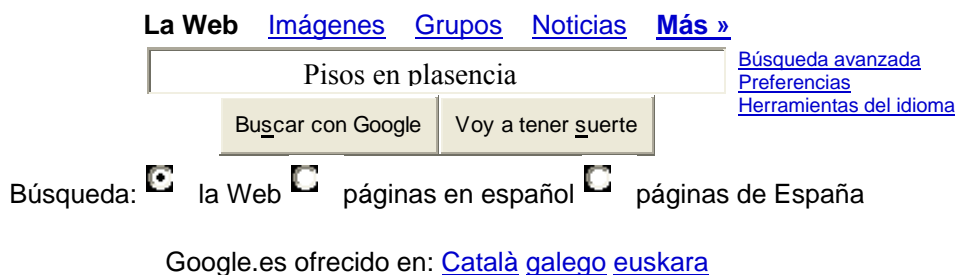 La Web Imágenes Grupos Noticias Más »
Pisos en plasencia
Búsqueda avanzada
Preferencias
Herramientas del idioma
Buscar con Google Voy a tener suerte
Búsqueda: la Web páginas en español páginas de España
Google.es ofrecido en: Català galego euskara